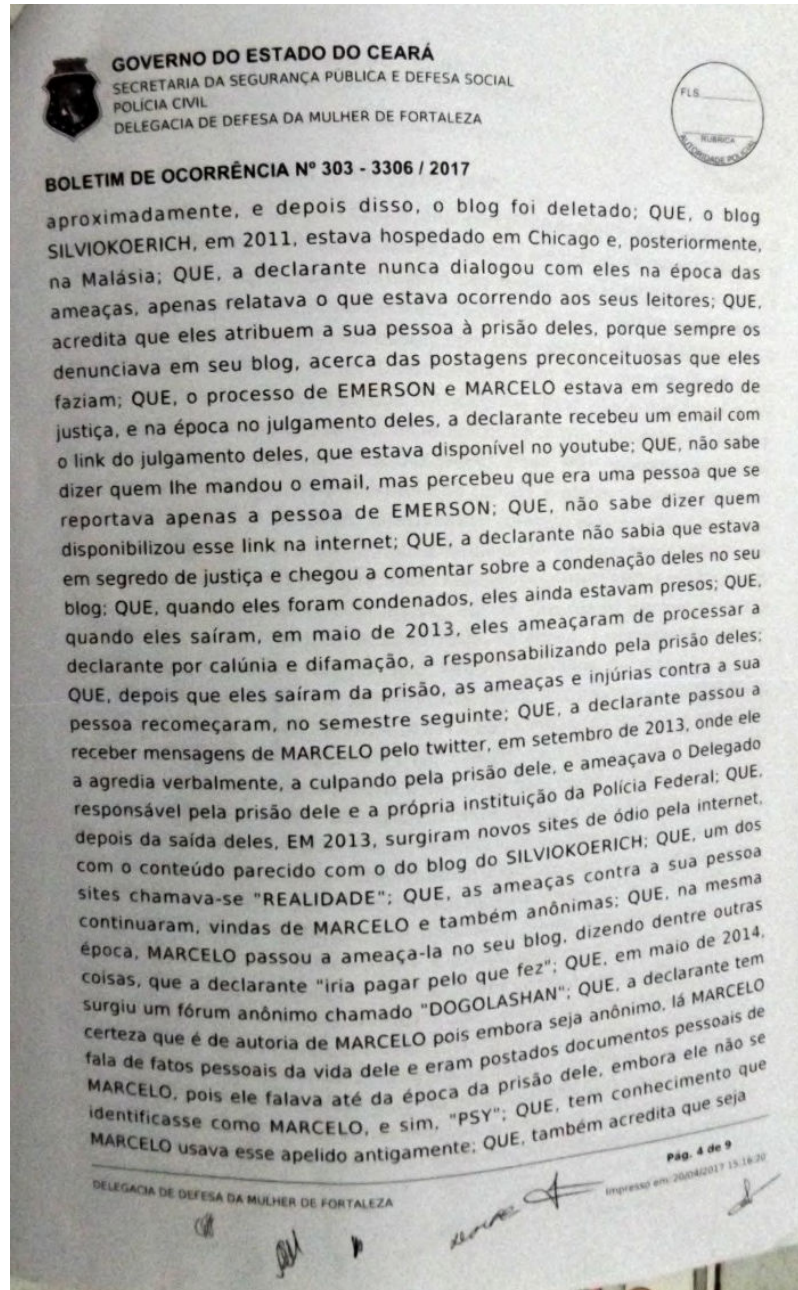 GOVERNO DO ESTADO DO CEARÁ
SECRETARIA DA SEGURANÇA PÚBLICA E DEFESA SOCIAL
POLÍCIA CIVIL
DELEGACIA DE DEFESA DA MULHER DE FORTALEZA
FLS
RUBRICA
AUTORIDADE POLICIAL
BOLETIM DE OCORRÊNCIA Nº 303 - 3306 / 2017
aproximadamente, e depois disso, o blog foi deletado; QUE, o blog
SILVIOKOERICH, em 2011, estava hospedado em Chicago e, posteriormente,
na Malásia; QUE, a declarante nunca dialogou com eles na época das
ameaças, apenas relatava o que estava ocorrendo aos seus leitores; QUE,
acredita que eles atribuem a sua pessoa à prisão deles, porque sempre os
denunciava em seu blog, acerca das postagens preconceituosas que eles
faziam; QUE, o processo de EMERSON e MARCELO estava em segredo de
justiça, e na época no julgamento deles, a declarante recebeu um email com
o link do julgamento deles, que estava disponível no youtube; QUE, não sabe
dizer quem lhe mandou o email, mas percebeu que era uma pessoa que se
reportava apenas a pessoa de EMERSON; QUE, não sabe dizer quem
disponibilizou esse link na internet; QUE, a declarante não sabia que estava
em segredo de justiça e chegou a comentar sobre a condenação deles no seu
blog; QUE, quando eles foram condenados, eles ainda estavam presos; QUE,
quando eles saíram, em maio de 2013, eles ameaçaram de processar a
declarante por calúnia e difamação, a responsabilizando pela prisão deles;
QUE, depois que eles saíram da prisão, as ameaças e injúrias contra a sua
pessoa recomeçaram, no semestre seguinte; QUE, a declarante passou a
receber mensagens de MARCELO pelo twitter, em setembro de 2013, onde ele
a agredia verbalmente, a culpando pela prisão dele, e ameaçava o Delegado
responsável pela prisão dele e a própria instituição da Polícia Federal; QUE,
depois da saída deles, EM 2013, surgiram novos sites de ódio pela internet,
com o conteúdo parecido com o do blog do SILVIOKOERICH; QUE, um dos
sites chamava-se "REALIDADE"; QUE, as ameaças contra a sua pessoa
continuaram, vindas de MARCELO e também anônimas; QUE, na mesma
época, MARCELO passou a ameaça-la no seu blog, dizendo dentre outras
coisas, que a declarante "iria pagar pelo que fez"; QUE, em maio de 2014,
surgiu um fórum anônimo chamado "DOGOLASHAN"; QUE, a declarante tem
certeza que é de autoria de MARCELO pois embora seja anônimo, lá MARCELO
fala de fatos pessoais da vida dele e eram postados documentos pessoais de
MARCELO, pois ele falava até da época da prisão dele, embora ele não se
identificasse como MARCELO, e sim, "PSY"; QUE, tem conhecimento que
MARCELO usava esse apelido antigamente; QUE, também acredita que seja
Pág. 4 de 9
DELEGACIA DE DEFESA DA MULHER DE FORTALEZA
Impresso em: 20/04/2017 15:16:20